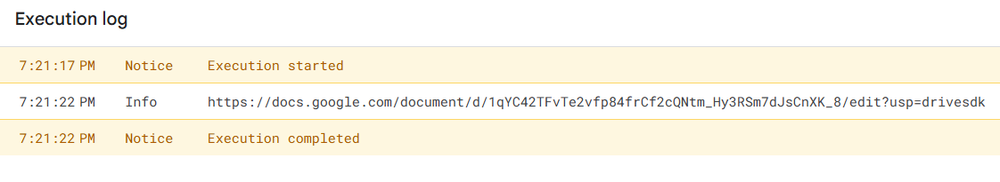 Execution log
7:21:17 PM Notice Execution started
7:21:22 PM Info https://docs.google.com/document/d/1qYC42TFvTe2vfp84frCf2cQNtm_Hy3RSm7dJsCnXK_8/edit?usp=drivesdk
7:21:22 PM Notice Execution completed